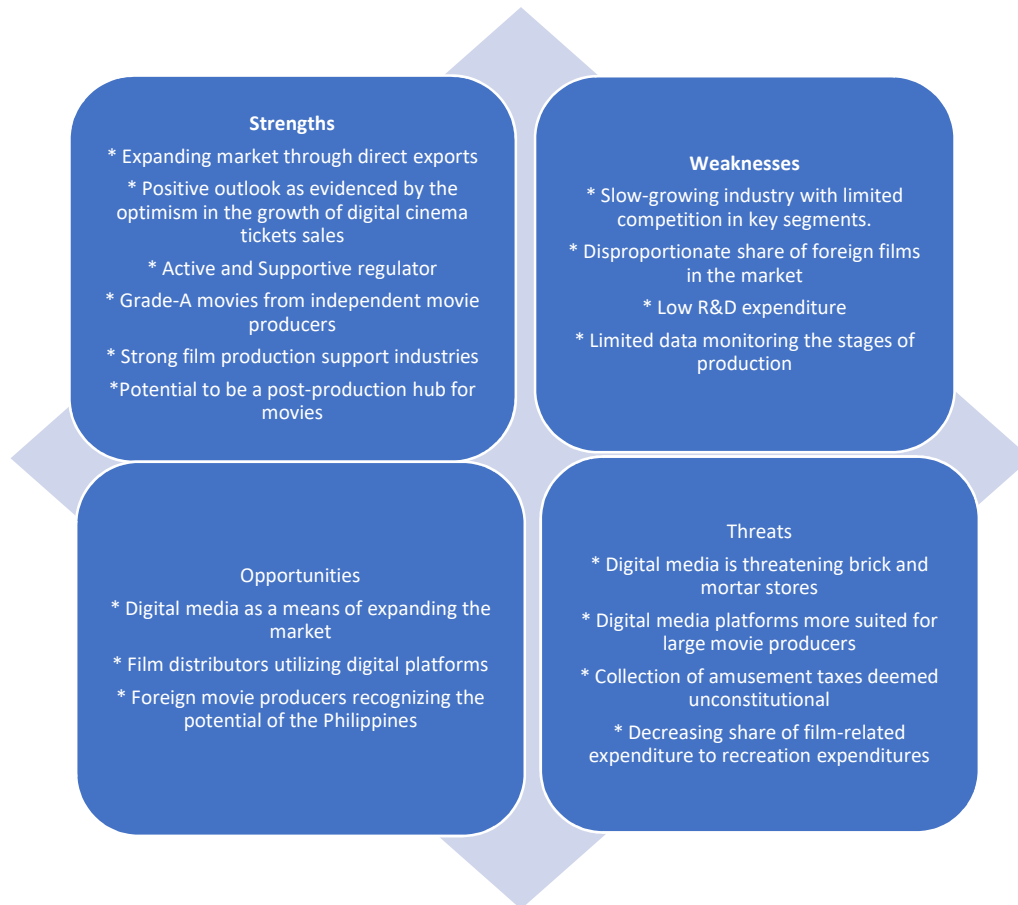 Strengths
* Expanding market through direct exports
* Positive outlook as evidenced by the
optimism in the growth of digital cinema
tickets sales
* Active and Supportive regulator
* Grade-A movies from independent movie
producers
* Strong film production support industries
*Potential to be a post-production hub for
movies
Weaknesses
* Slow-growing industry with limited
competition in key segments.
* Disproportionate share of foreign films
in the market
* Low R&D expenditure
* Limited data monitoring the stages of
production
Opportunities
* Digital media as a means of expanding the
market
* Film distributors utilizing digital platforms
* Foreign movie producers recognizing the
potential of the Philippines
Threats
* Digital media is threatening brick and
mortar stores
* Digital media platforms more suited for
large movie producers
* Collection of amusement taxes deemed
unconstitutional
* Decreasing share of film-related
expenditure to recreation expenditures